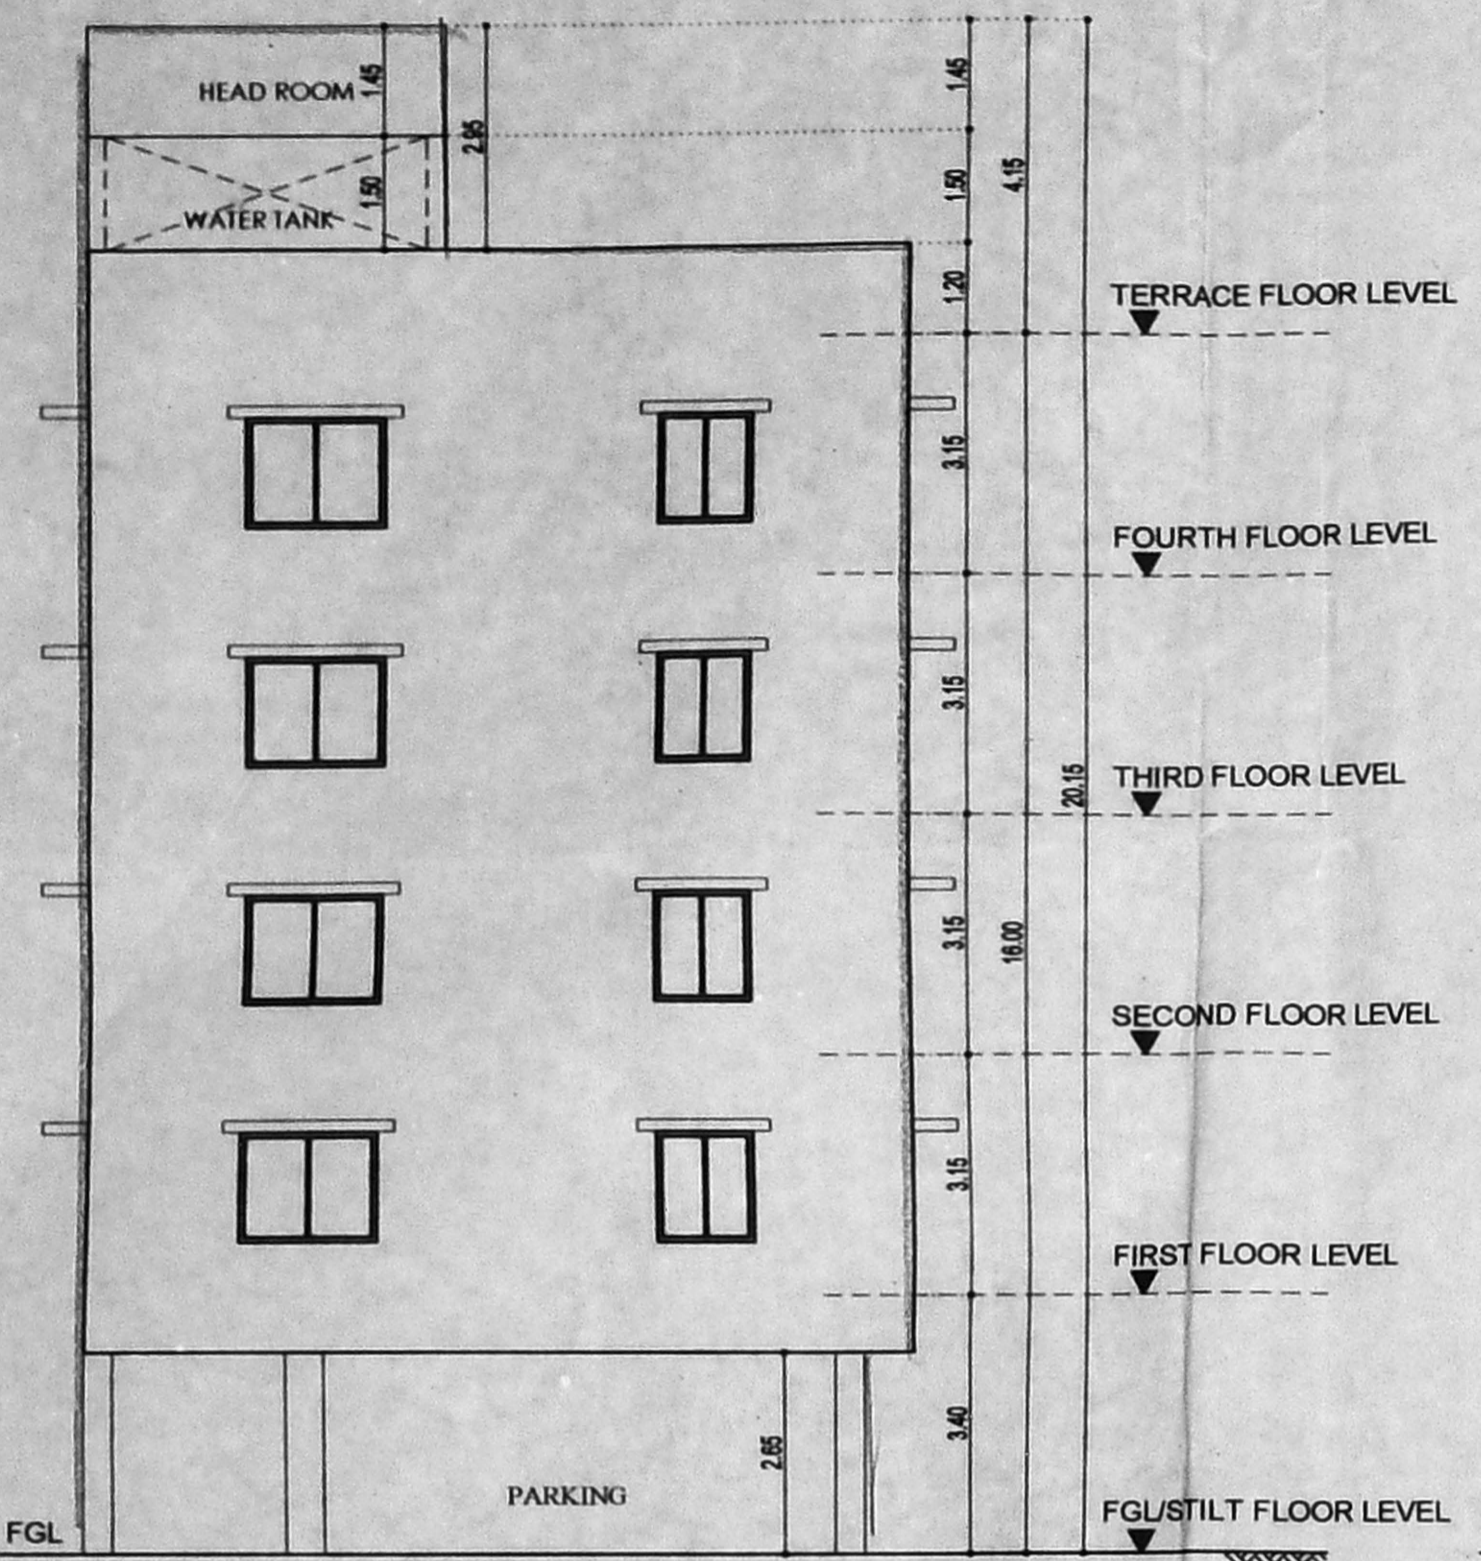 HEAD ROOM
1.45
1.45
2.95
WATER TANK
1.50
1.50
4.15
1.20
TERRACE FLOOR LEVEL
3.15
FOURTH FLOOR LEVEL
3.15
20.15
THIRD FLOOR LEVEL
3.15
16.00
SECOND FLOOR LEVEL
3.15
FIRST FLOOR LEVEL
3.40
2.65
PARKING
FGL/STILT FLOOR LEVEL
FGL